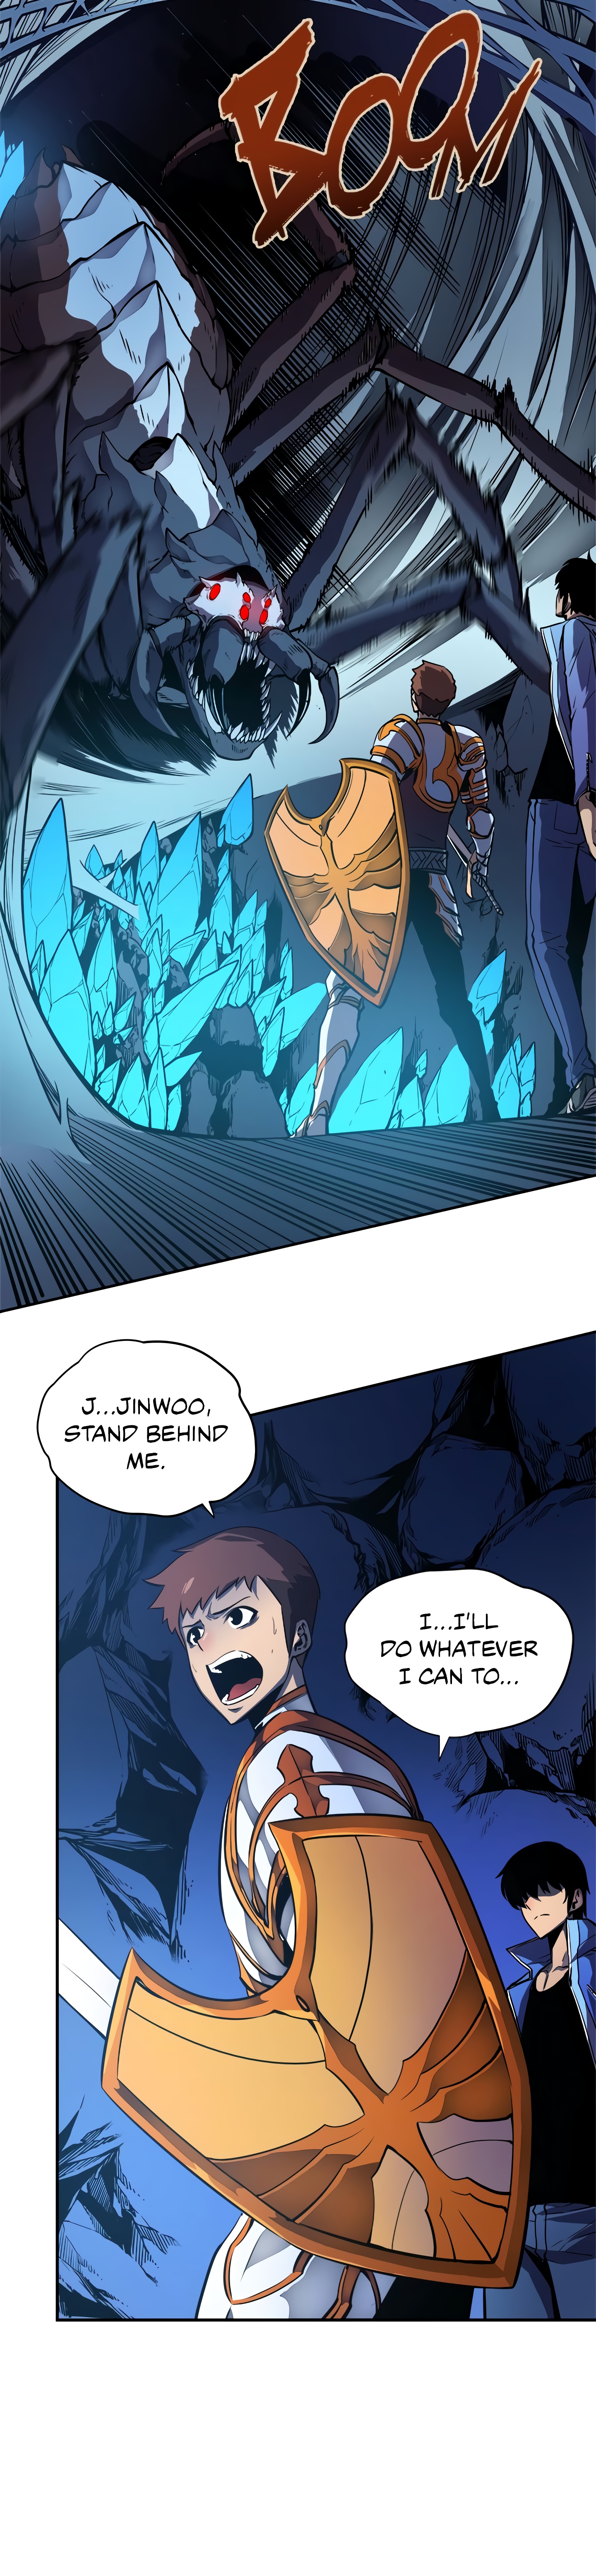 BOOM
J...JINWOO,
STAND BEHIND
ME.
I...I'LL
DO WHATEVER
I CAN TO...